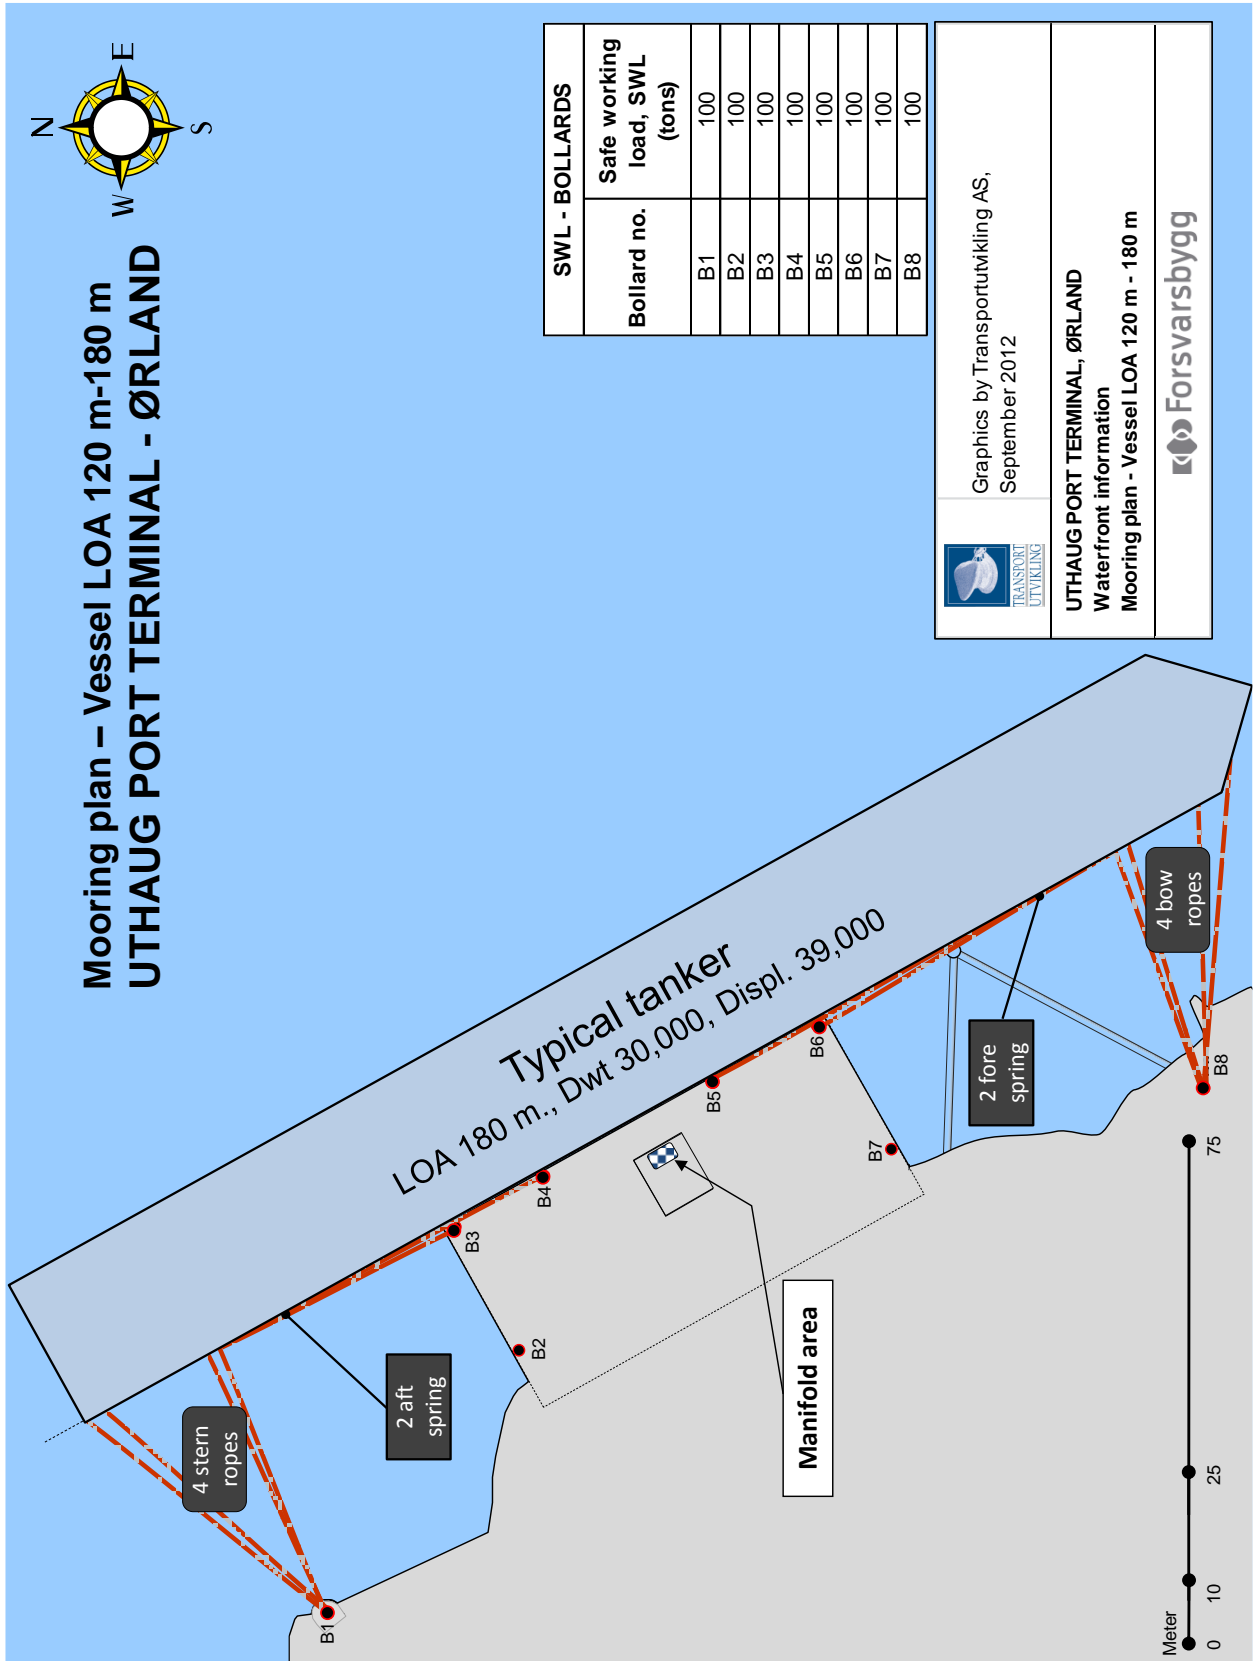 Mooring plan – Vessel LOA 120 m-180 m
UTHAUG PORT TERMINAL - ØRLAND
N
W
E
S
4 stern
ropes
2 aft
spring
Typical tanker
LOA 180 m., Dwt 30,000, Displ. 39,000
2 fore
spring
4 bow
ropes
B1
B2
B3
B4
B5
B6
B7
B8
Manifold area
Meter
0
10
25
75
SWL - BOLLARDS
Bollard no.
Safe working
load, SWL
(tons)
B1 100
B2 100
B3 100
B4 100
B5 100
B6 100
B7 100
B8 100
TRANSPORT
UTVIKLING
Graphics by Transportutvikling AS,
September 2012
UTHAUG PORT TERMINAL, ØRLAND
Waterfront information
Mooring plan - Vessel LOA 120 m - 180 m
Forsvarsbygg